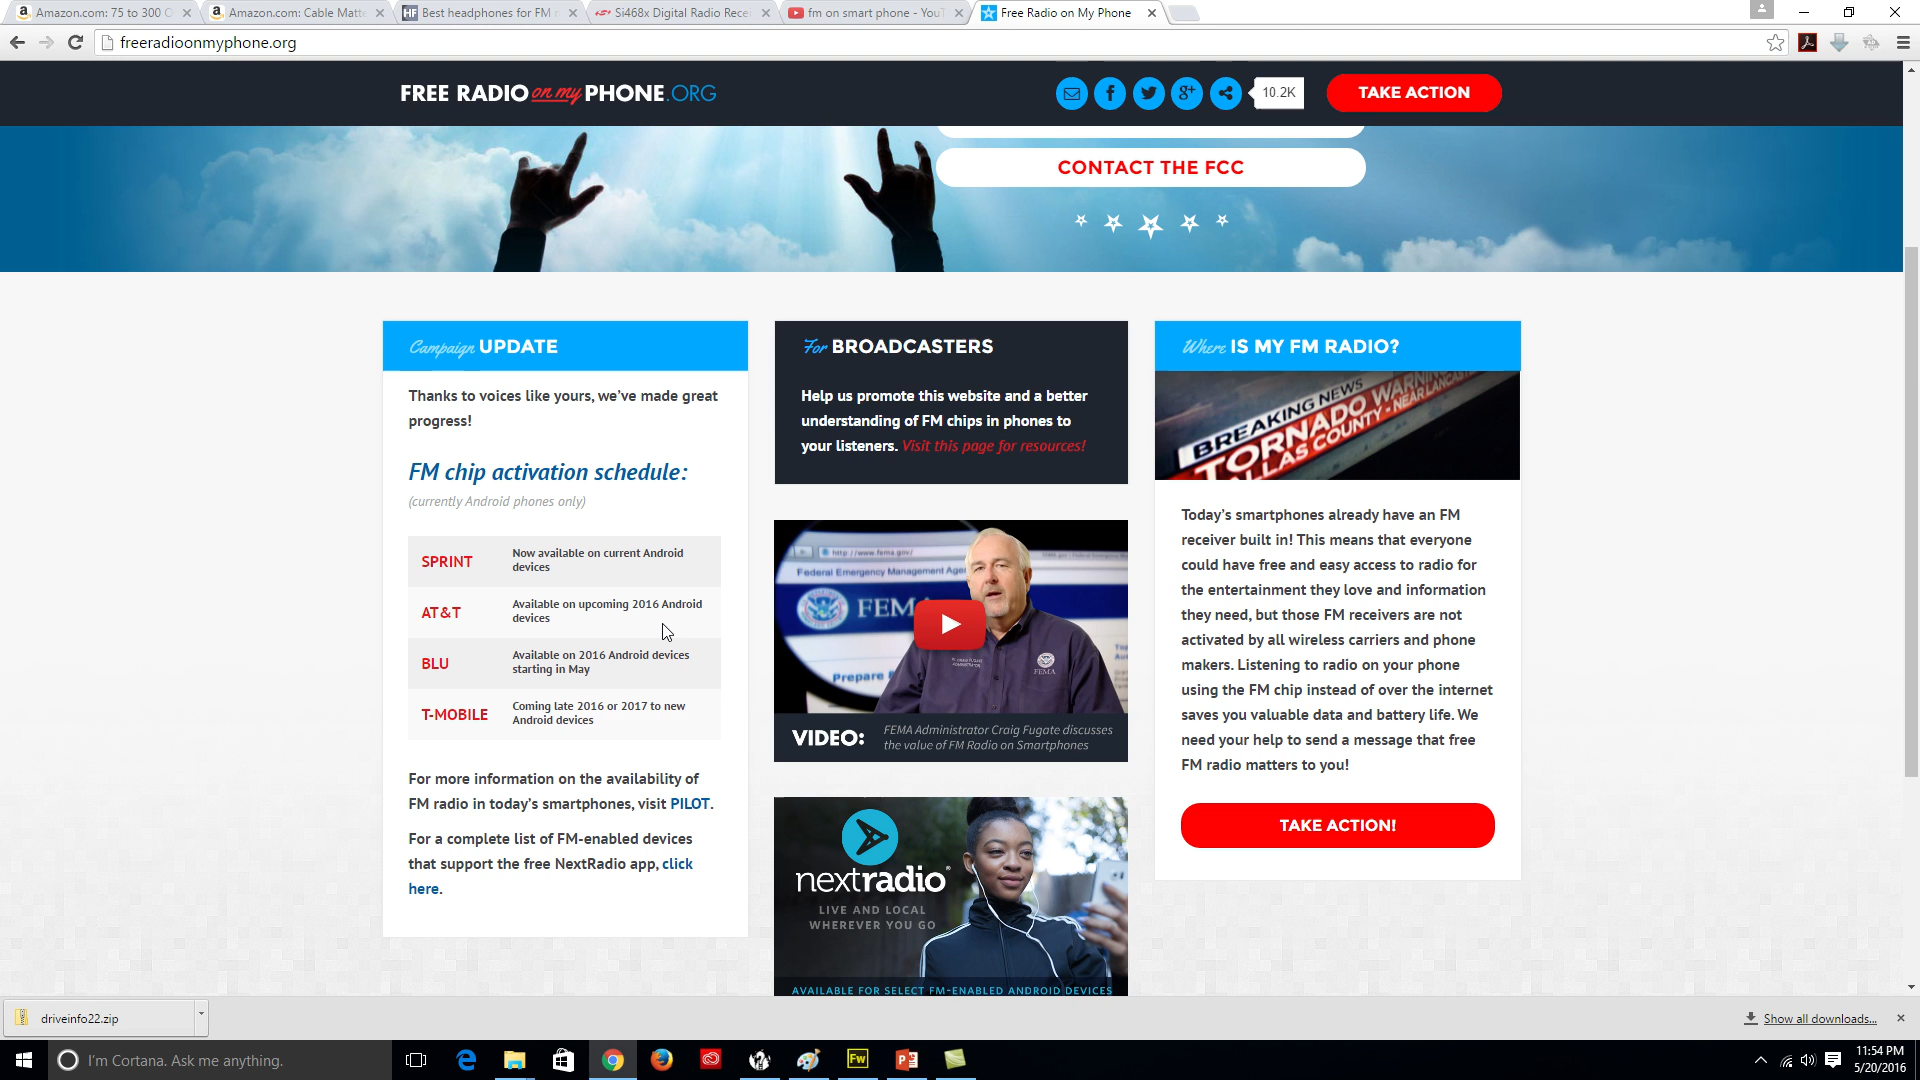 Amazon.com: 75 to 300 O
Amazon.com: Cable Matte
Best headphones for FM r
Si468x Digital Radio Rece
fm on smart phone - YouT
Free Radio on My Phone
freeradioonmyphone.org
FREE RADIO on my PHONE.ORG
10.2K
TAKE ACTION
CONTACT THE FCC
Campaign UPDATE
Thanks to voices like yours, we've made great
progress!
FM chip activation schedule:
(currently Android phones only)
SPRINT
Now available on current Android
devices
AT&T
Available on upcoming 2016 Android
devices
BLU
Available on 2016 Android devices
starting in May
T-MOBILE
Coming late 2016 or 2017 to new
Android devices
For more information on the availability of
FM radio in today's smartphones, visit PILOT.
For a complete list of FM-enabled devices
that support the free NextRadio app, click
here.
For BROADCASTERS
Help us promote this website and a better
understanding of FM chips in phones to
your listeners. Visit this page for resources!
http://www.fema.gov/
Federal Emergency Management Agen
FEMA
FEMA
Prepare
VIDEO:
FEMA Administrator Craig Fugate discusses
the value of FM Radio on Smartphones
nextradio
LIVE AND LOCAL
WHEREVER YOU GO
AVAILABLE FOR SELECT FM-ENABLED ANDROID DEVICES
Where IS MY FM RADIO?
BREAKING NEWS
TORNADO WARNING
DALLAS COUNTY - NEAR LANCASTER
Today's smartphones already have an FM
receiver built in! This means that everyone
could have free and easy access to radio for
the entertainment they love and information
they need, but those FM receivers are not
activated by all wireless carriers and phone
makers. Listening to radio on your phone
using the FM chip instead of over the internet
saves you valuable data and battery life. We
need your help to send a message that free
FM radio matters to you!
TAKE ACTION!
driveinfo22.zip
Show all downloads...
I'm Cortana. Ask me anything.
Fw
11:54 PM
5/20/2016